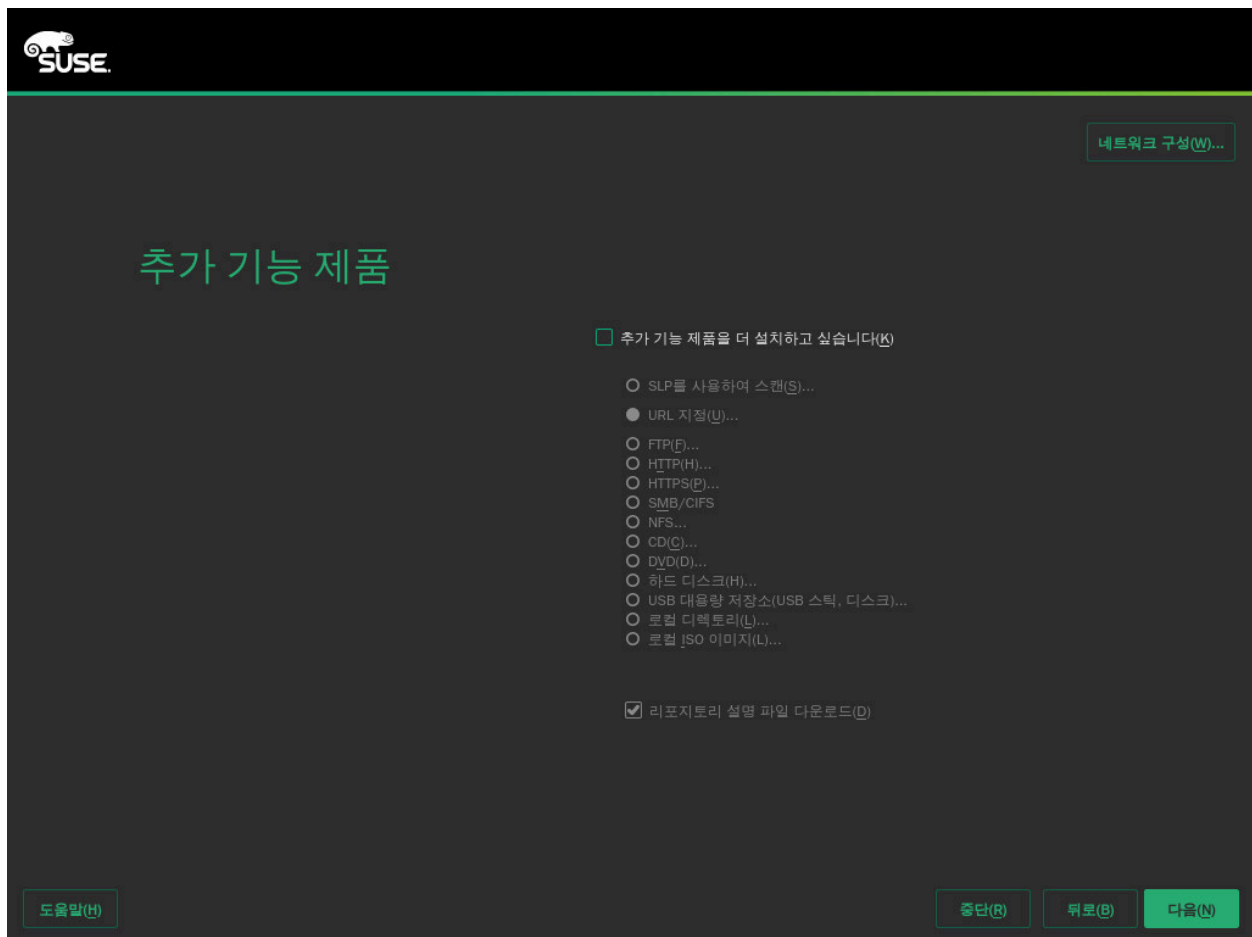 SUSE.
네트워크 구성(W)...
추가 기능 제품
추가 기능 제품을 더 설치하고 싶습니다(K)
SLP를 사용하여 스캔(S)...
URL 지정(U)...
FTP(F)...
HTTP(H)...
HTTPS(P)...
SMB/CIFS
NFS...
CD(C)...
DVD(D)...
하드 디스크(H)...
USB 대용량 저장소(USB 스틱, 디스크)...
로컬 디렉토리(L)...
로컬 ISO 이미지(L)...
리포지토리 설명 파일 다운로드(D)
도움말(H)
중단(R)
뒤로(B)
다음(N)